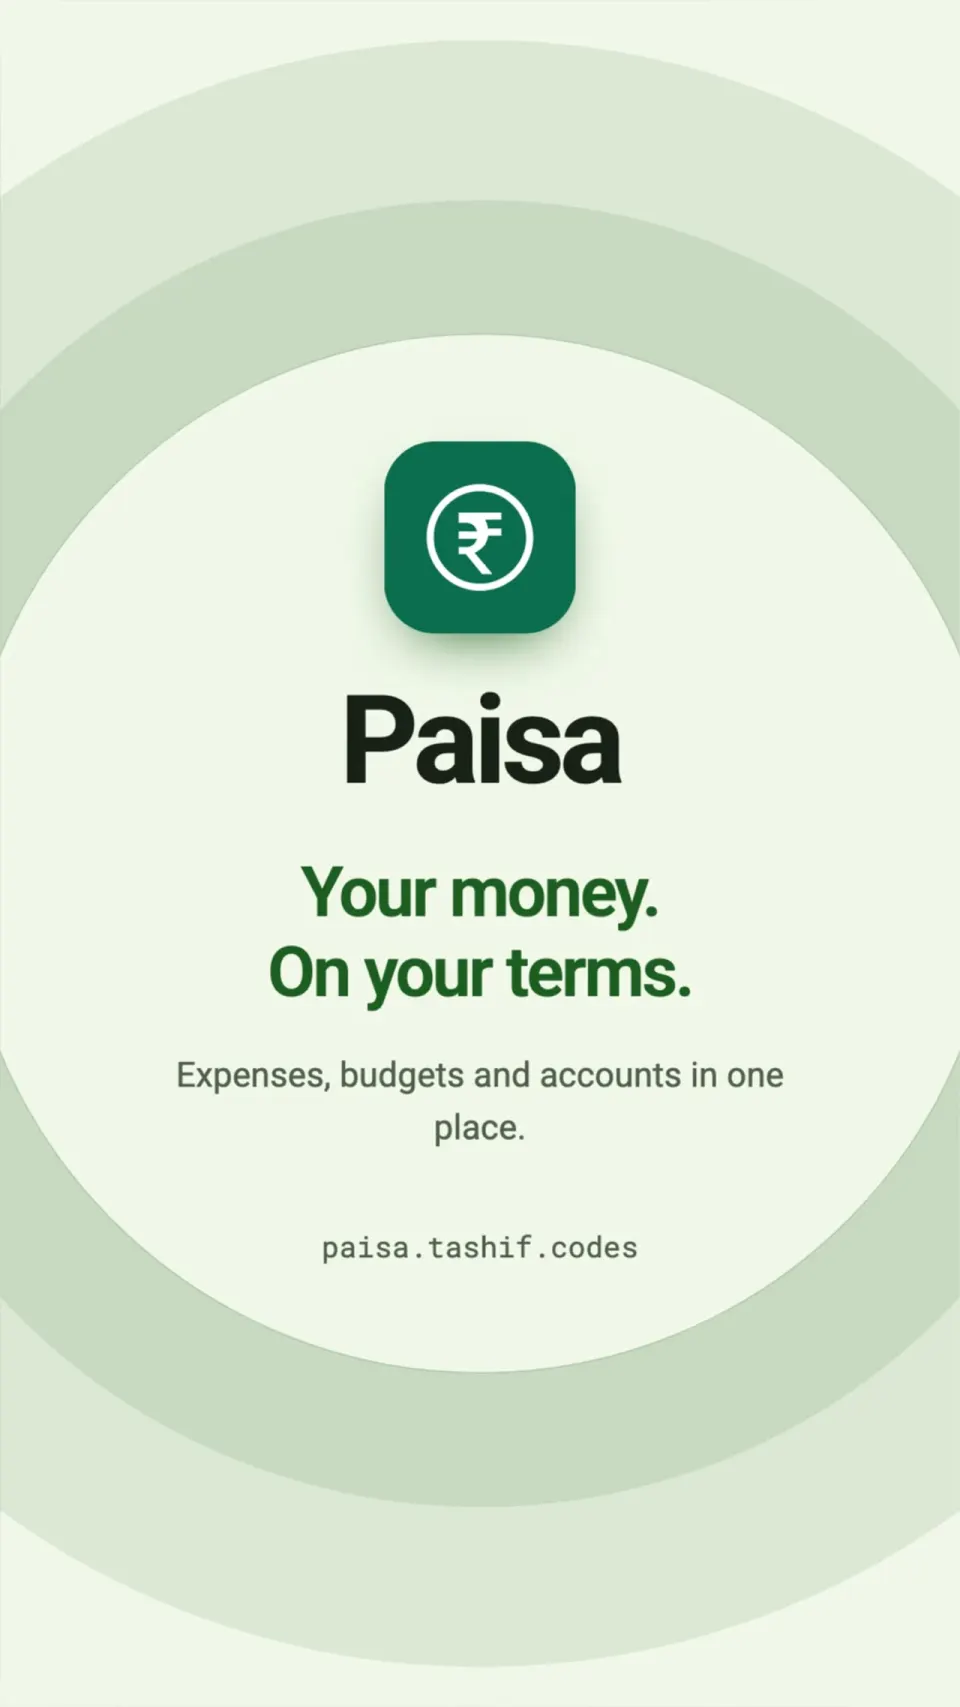 ₹
Paisa
Your money.
On your terms.
Expenses, budgets and accounts in one
place.
paisa.tashif.codes